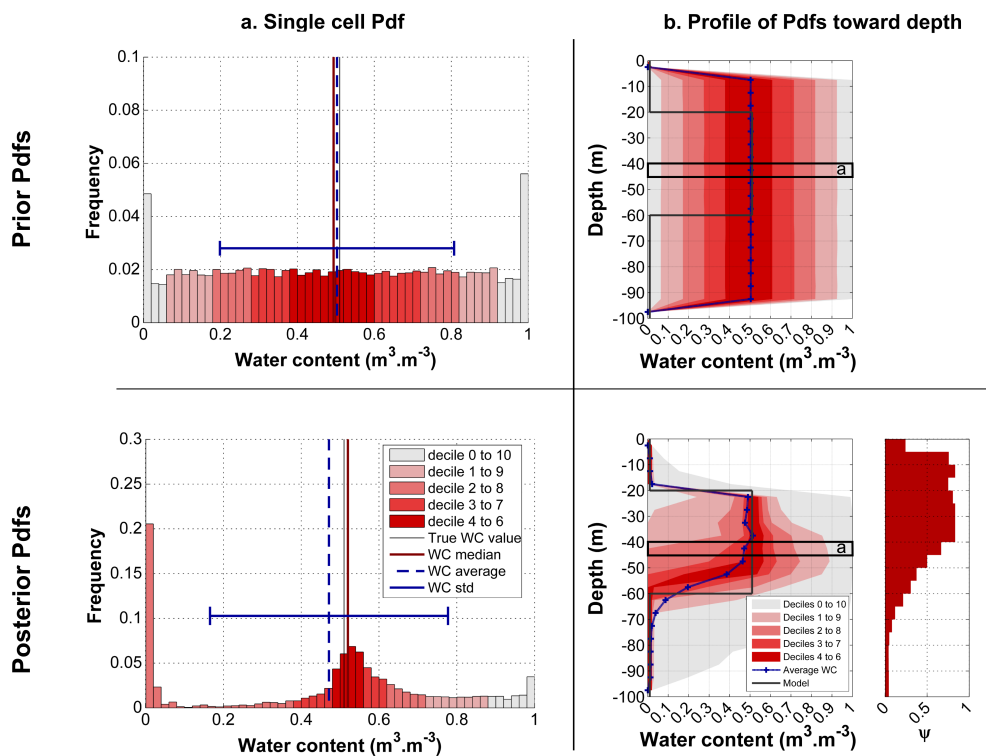 a. Single cell Pdf
b. Profile of Pdfs toward depth
Prior Pdfs
Frequency
0.1
0.08
0.06
0.04
0.02
0
0 0.2 0.4 0.6 0.8 1
Water content (m³.m⁻³)
Depth (m)
0
-10
-20
-30
-40
-50
-60
-70
-80
-90
-100
a
0 0.1 0.2 0.3 0.4 0.5 0.6 0.7 0.8 0.9 1
Water content (m³.m⁻³)
Posterior Pdfs
Frequency
0.3
0.25
0.2
0.15
0.1
0.05
0
decile 0 to 10
decile 1 to 9
decile 2 to 8
decile 3 to 7
decile 4 to 6
True WC value
WC median
WC average
WC std
0 0.2 0.4 0.6 0.8 1
Water content (m³.m⁻³)
Depth (m)
0
-10
-20
-30
-40
-50
-60
-70
-80
-90
-100
a
Deciles 0 to 10
Deciles 1 to 9
Deciles 2 to 8
Deciles 3 to 7
Deciles 4 to 6
Average WC
Model
0 0.1 0.2 0.3 0.4 0.5 0.6 0.7 0.8 0.9 1
Water content (m³.m⁻³)
0 0.5 1
ψ